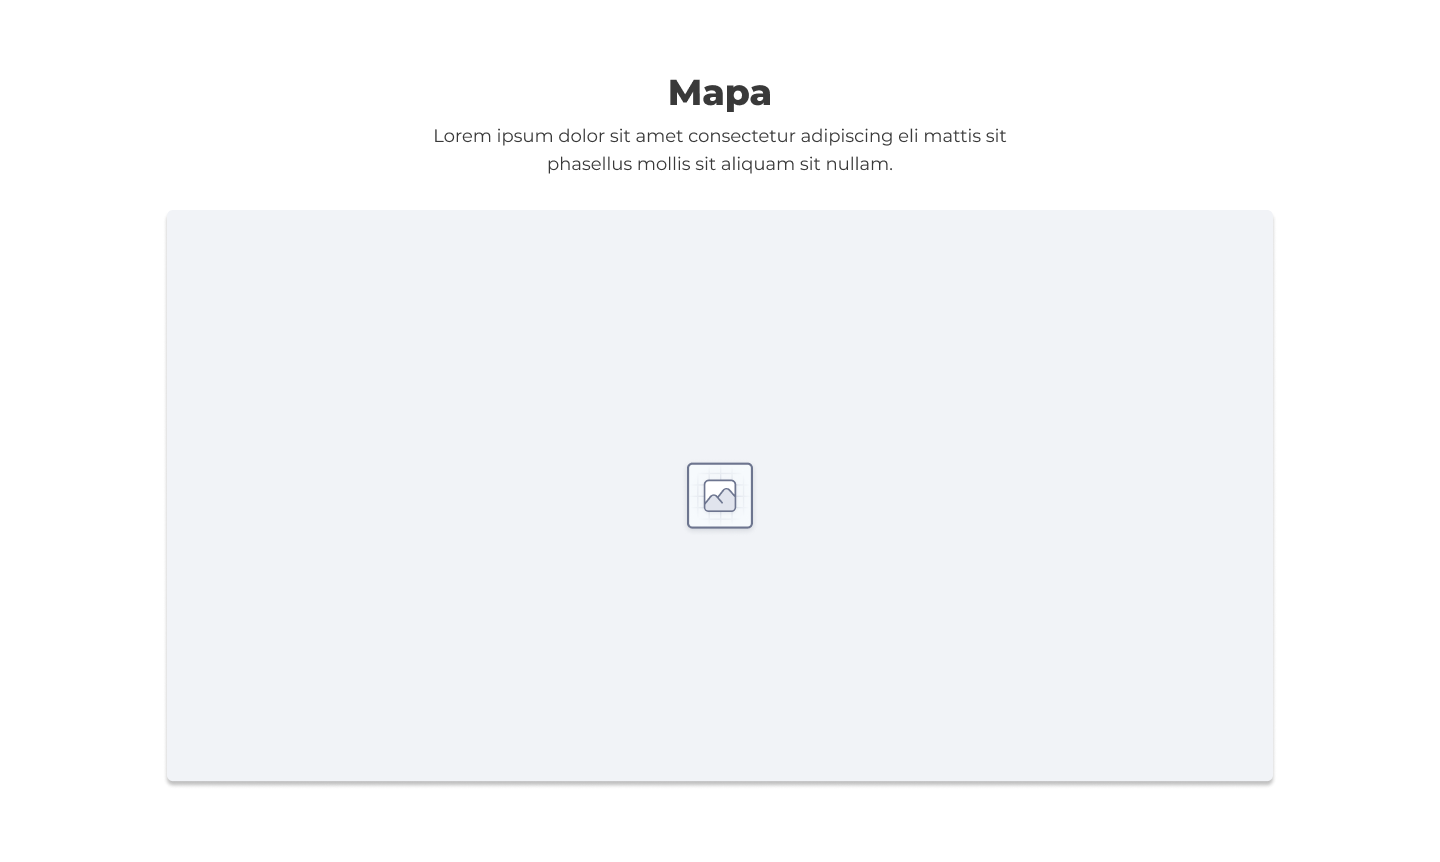 Mapa
Lorem ipsum dolor sit amet consectetur adipiscing eli mattis sit
phasellus mollis sit aliquam sit nullam.